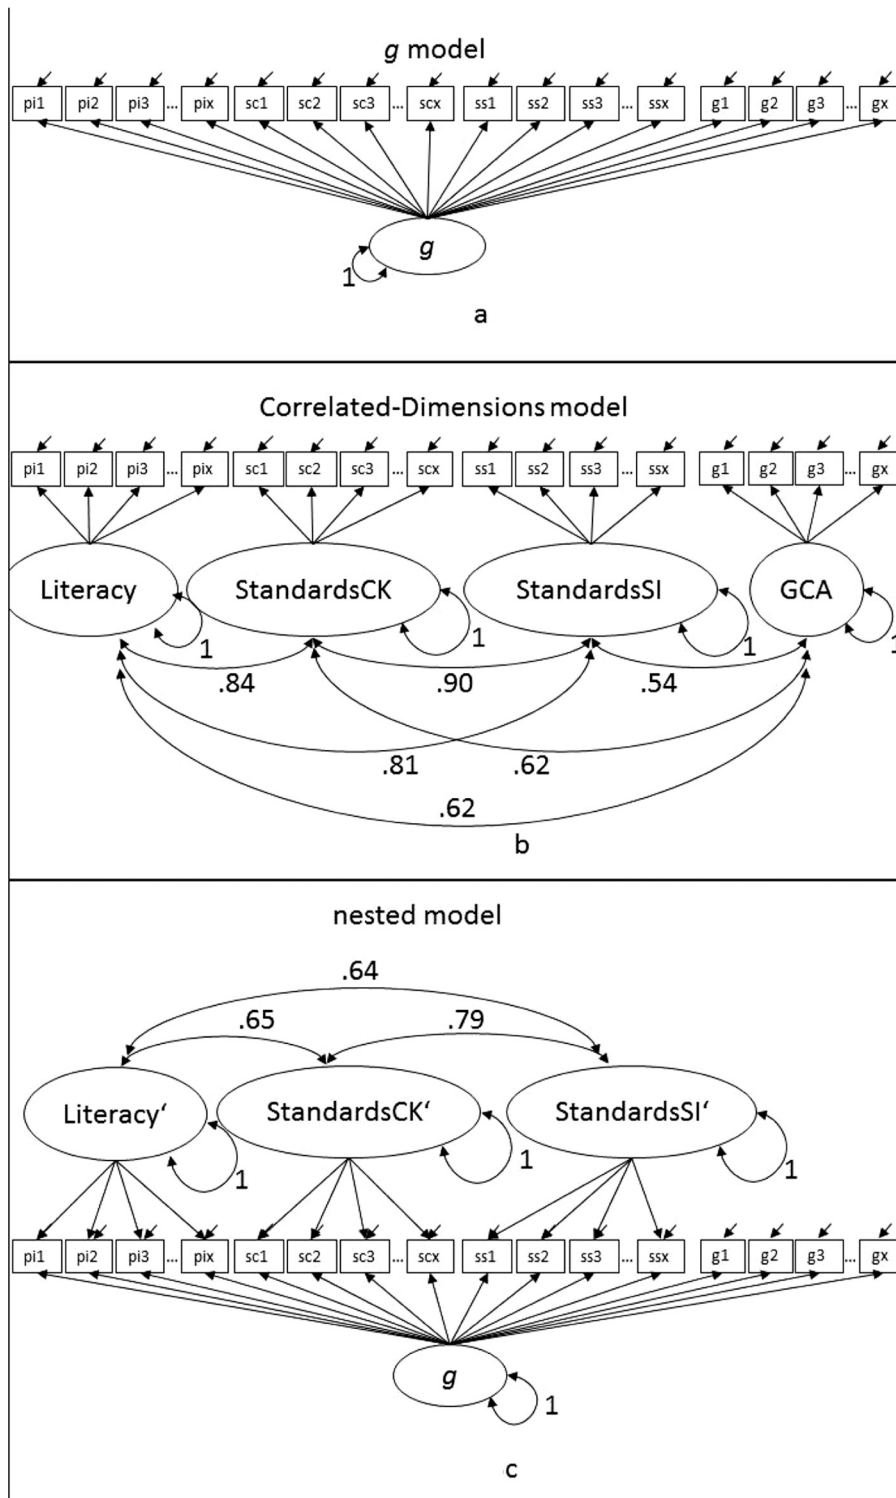 g model
pi1 pi2 pi3 ... pix sc1 sc2 sc3 ... scx ss1 ss2 ss3 ... ssx g1 g2 g3 ... gx
g
1
a
Correlated-Dimensions model
pi1 pi2 pi3 ... pix sc1 sc2 sc3 ... scx ss1 ss2 ss3 ... ssx g1 g2 g3 ... gx
Literacy StandardsCK StandardsSI GCA
1 1 1 1
.84 .90 .54
.81 .62
.62
b
nested model
.64
.65 .79
Literacy‘ StandardsCK‘ StandardsSI‘
1 1 1
pi1 pi2 pi3 ... pix sc1 sc2 sc3 ... scx ss1 ss2 ss3 ... ssx g1 g2 g3 ... gx
g
1
c